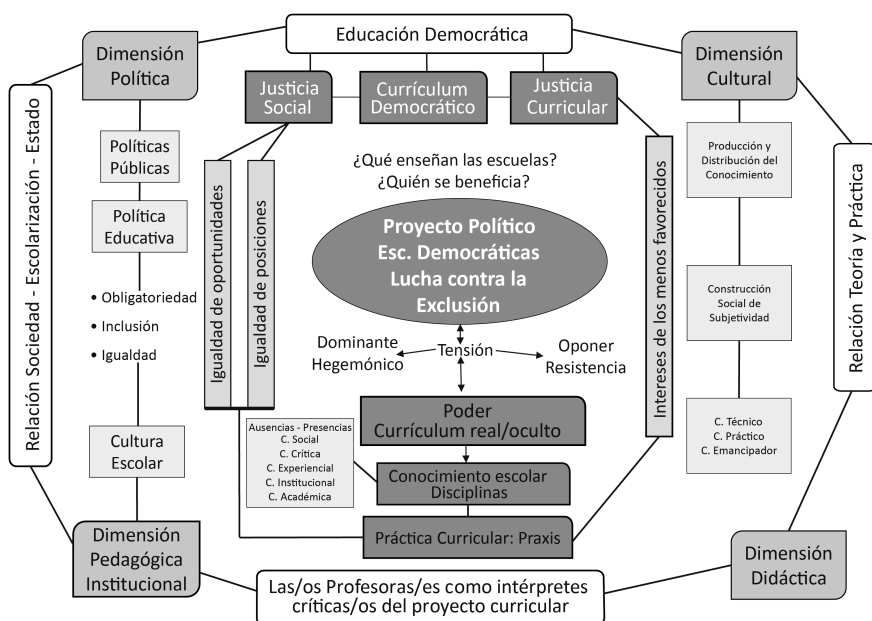 Educación Democrática
Dimensión
Política
Dimensión
Cultural
Justicia
Social
Currículum
Democrático
Justicia
Curricular
Relación Sociedad - Escolarización - Estado
Políticas
Públicas
Política
Educativa
• Obligatoriedad
• Inclusión
• Igualdad
Cultura
Escolar
Dimensión
Pedagógica
Institucional
Igualdad de oportunidades
Igualdad de posiciones
¿Qué enseñan las escuelas?
¿Quién se beneficia?
Proyecto Político
Esc. Democráticas
Lucha contra la
Exclusión
Dominante
Hegemónico
Tensión
Oponer
Resistencia
Poder
Currículum real/oculto
Ausencias - Presencias
C. Social
C. Crítica
C. Experiencial
C. Institucional
C. Académica
Conocimiento escolar
Disciplinas
Práctica Curricular: Praxis
Intereses de los menos favorecidos
Producción y
Distribución del
Conocimiento
Construcción
Social de
Subjetividad
C. Técnico
C. Práctico
C. Emancipador
Relación Teoría y Práctica
Dimensión
Didáctica
Las/os Profesoras/es como intérpretes
críticas/os del proyecto curricular